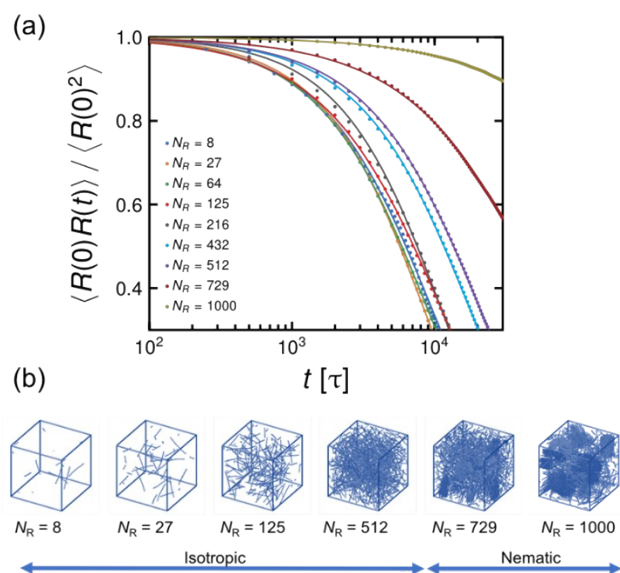 (a)
⟨R(0)R(t)⟩ / ⟨R(0)²⟩
1.0
0.8
0.6
0.4
N_R = 8
N_R = 27
N_R = 64
N_R = 125
N_R = 216
N_R = 432
N_R = 512
N_R = 729
N_R = 1000
10² 10³ 10⁴
t [τ]
(b)
N_R = 8 N_R = 27 N_R = 125 N_R = 512 N_R = 729 N_R = 1000
Isotropic Nematic